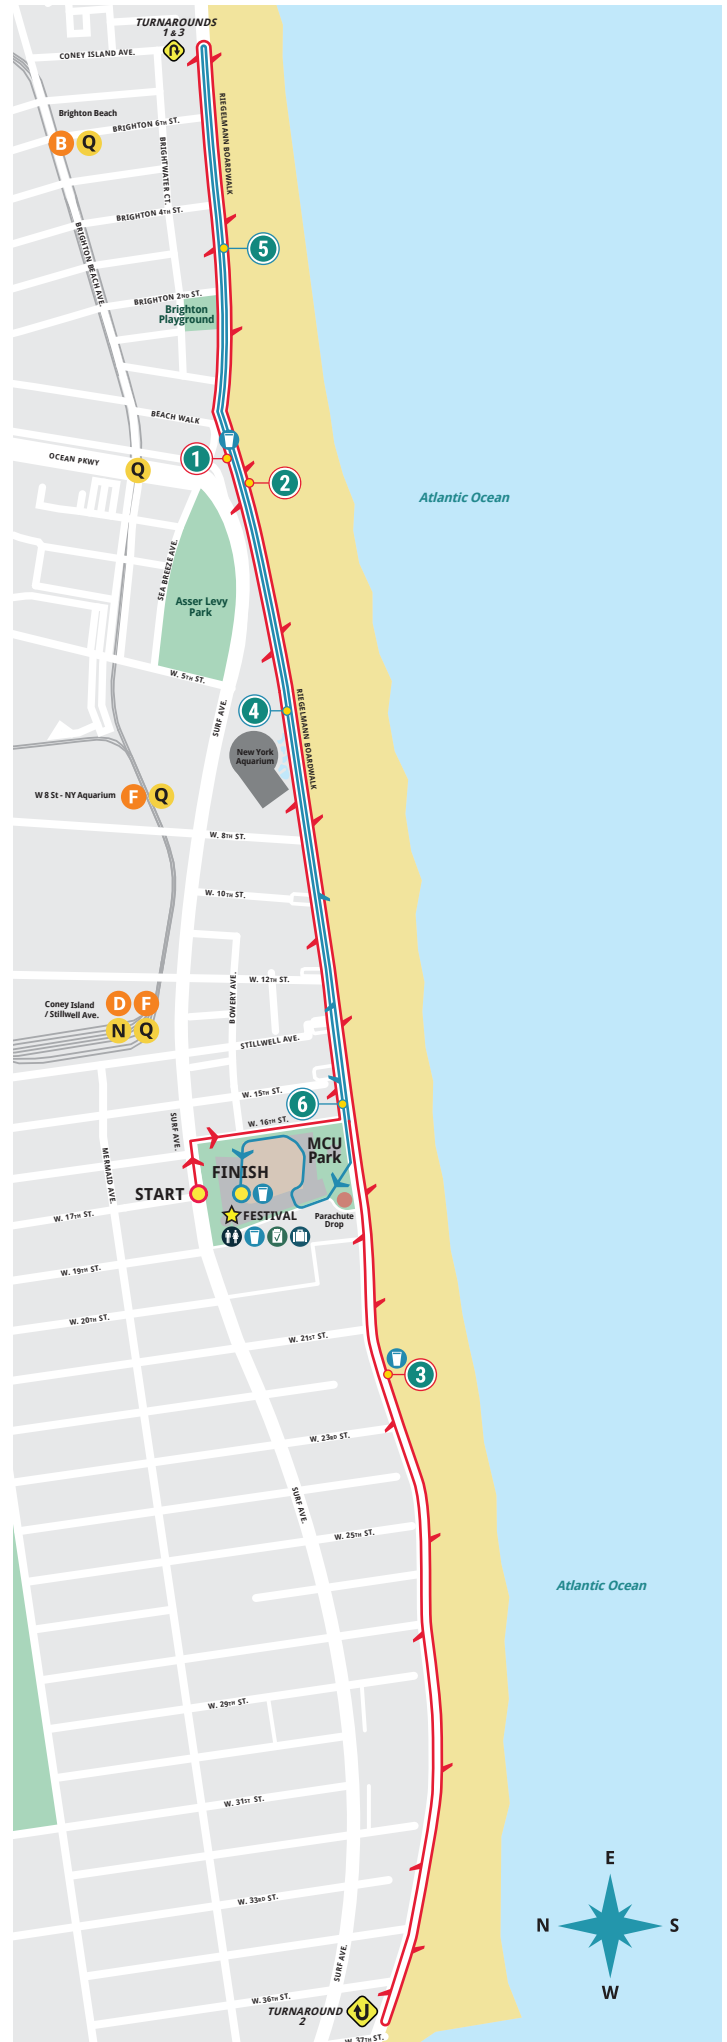 TURNAROUNDS
1 & 3
CONEY ISLAND AVE.
Brighton Beach
B Q
BRIGHTON 6TH ST.
RIEGELMANN BOARDWALK
BRIGHTWATER CT.
BRIGHTON 4TH ST.
BRIGHTON BEACH AVE.
5
BRIGHTON 2ND ST.
Brighton
Playground
BEACH WALK
OCEAN PKWY
Q
1
2
Atlantic Ocean
SEA BREEZE AVE.
Asser Levy
Park
W. 5TH ST.
SURF AVE.
4
RIEGELMANN BOARDWALK
New York
Aquarium
W 8 St - NY Aquarium
F Q
W. 8TH ST.
W. 10TH ST.
W. 12TH ST.
BOWERY AVE.
Coney Island
/ Stillwell Ave.
D F
N Q
STILLWELL AVE.
W. 15TH ST.
6
W. 16TH ST.
SURF AVE.
MERMAID AVE.
MCU
Park
FINISH
START
FESTIVAL
Parachute
Drop
W. 17TH ST.
W. 19TH ST.
W. 20TH ST.
W. 21ST ST.
3
W. 23RD ST.
SURF AVE.
W. 25TH ST.
Atlantic Ocean
W. 29TH ST.
W. 31ST ST.
W. 33RD ST.
SURF AVE.
W. 36TH ST.
TURNAROUND
2
W. 37TH ST.
E
N S
W